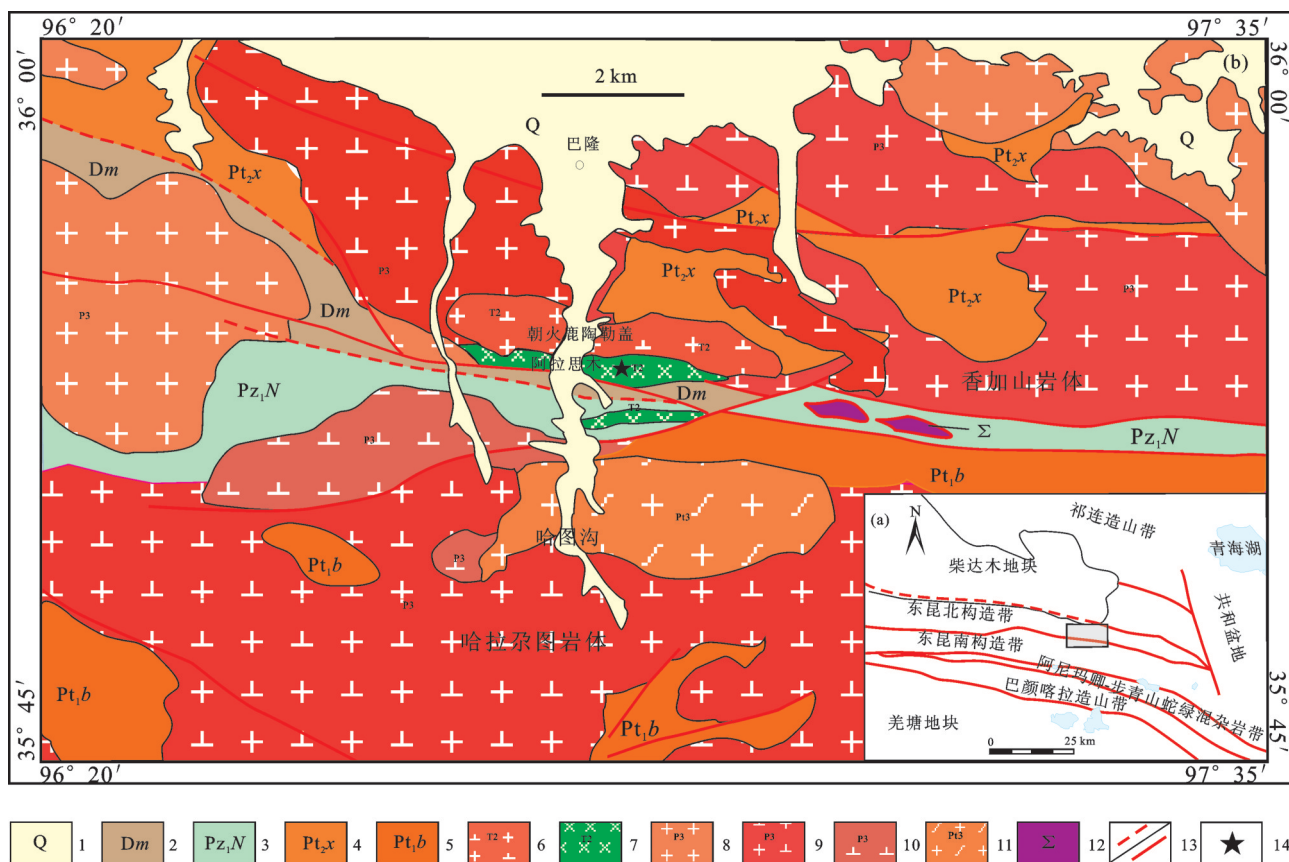 96° 20′
97° 35′
36° 00′
36° 00′
(b)
2 km
Q
巴隆
Q
P3
Pt₂x
Dm
Pt₂x
Pt₂x
Pt₂x
Pt₂x
P3
P3
Dm
P3
T2
朝火鹿陶勒盖
T2
阿拉思木
香加山岩体
Dm
T2
Pz₁N
P3
Σ
Pz₁N
Pt₁b
Pt3
哈图沟
P3
Pt₁b
P3
哈拉尕图岩体
Pt₁b
Pt₁b
(a)
N
祁连造山带
青海湖
柴达木地块
共和盆地
东昆北构造带
东昆南构造带
阿尼玛卿-步青山蛇绿混杂岩带
巴颜喀拉造山带
羌塘地块
0 25 km
35° 45′
35° 45′
96° 20′
97° 35′
Q 1 Dm 2 Pz₁N 3 Pt₂x 4 Pt₁b 5 T2 6 T2 7 P3 8 P3 9 P3 10 Pt3 11 Σ 12 13 14